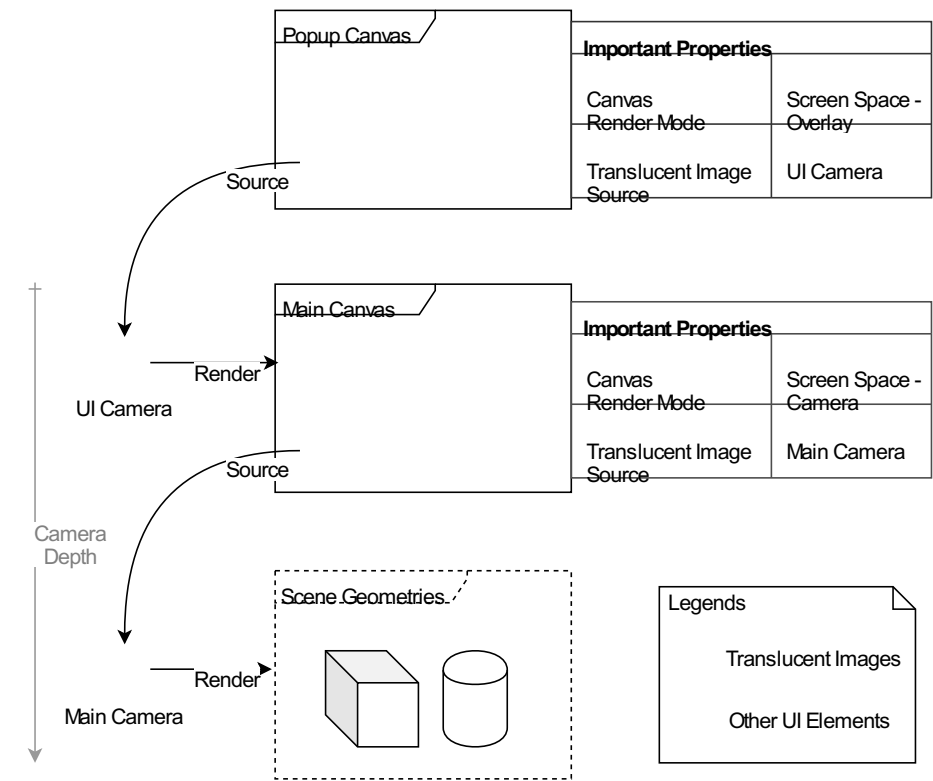 Popup Canvas
Important Properties
Canvas
Render Mode
Screen Space -
Overlay
Translucent Image
Source
UI Camera
Source
Main Canvas
Important Properties
Canvas
Render Mode
Screen Space -
Camera
Translucent Image
Source
Main Camera
Render
UI Camera
Source
Camera
Depth
Scene Geometries
Render
Main Camera
Legends
Translucent Images
Other UI Elements